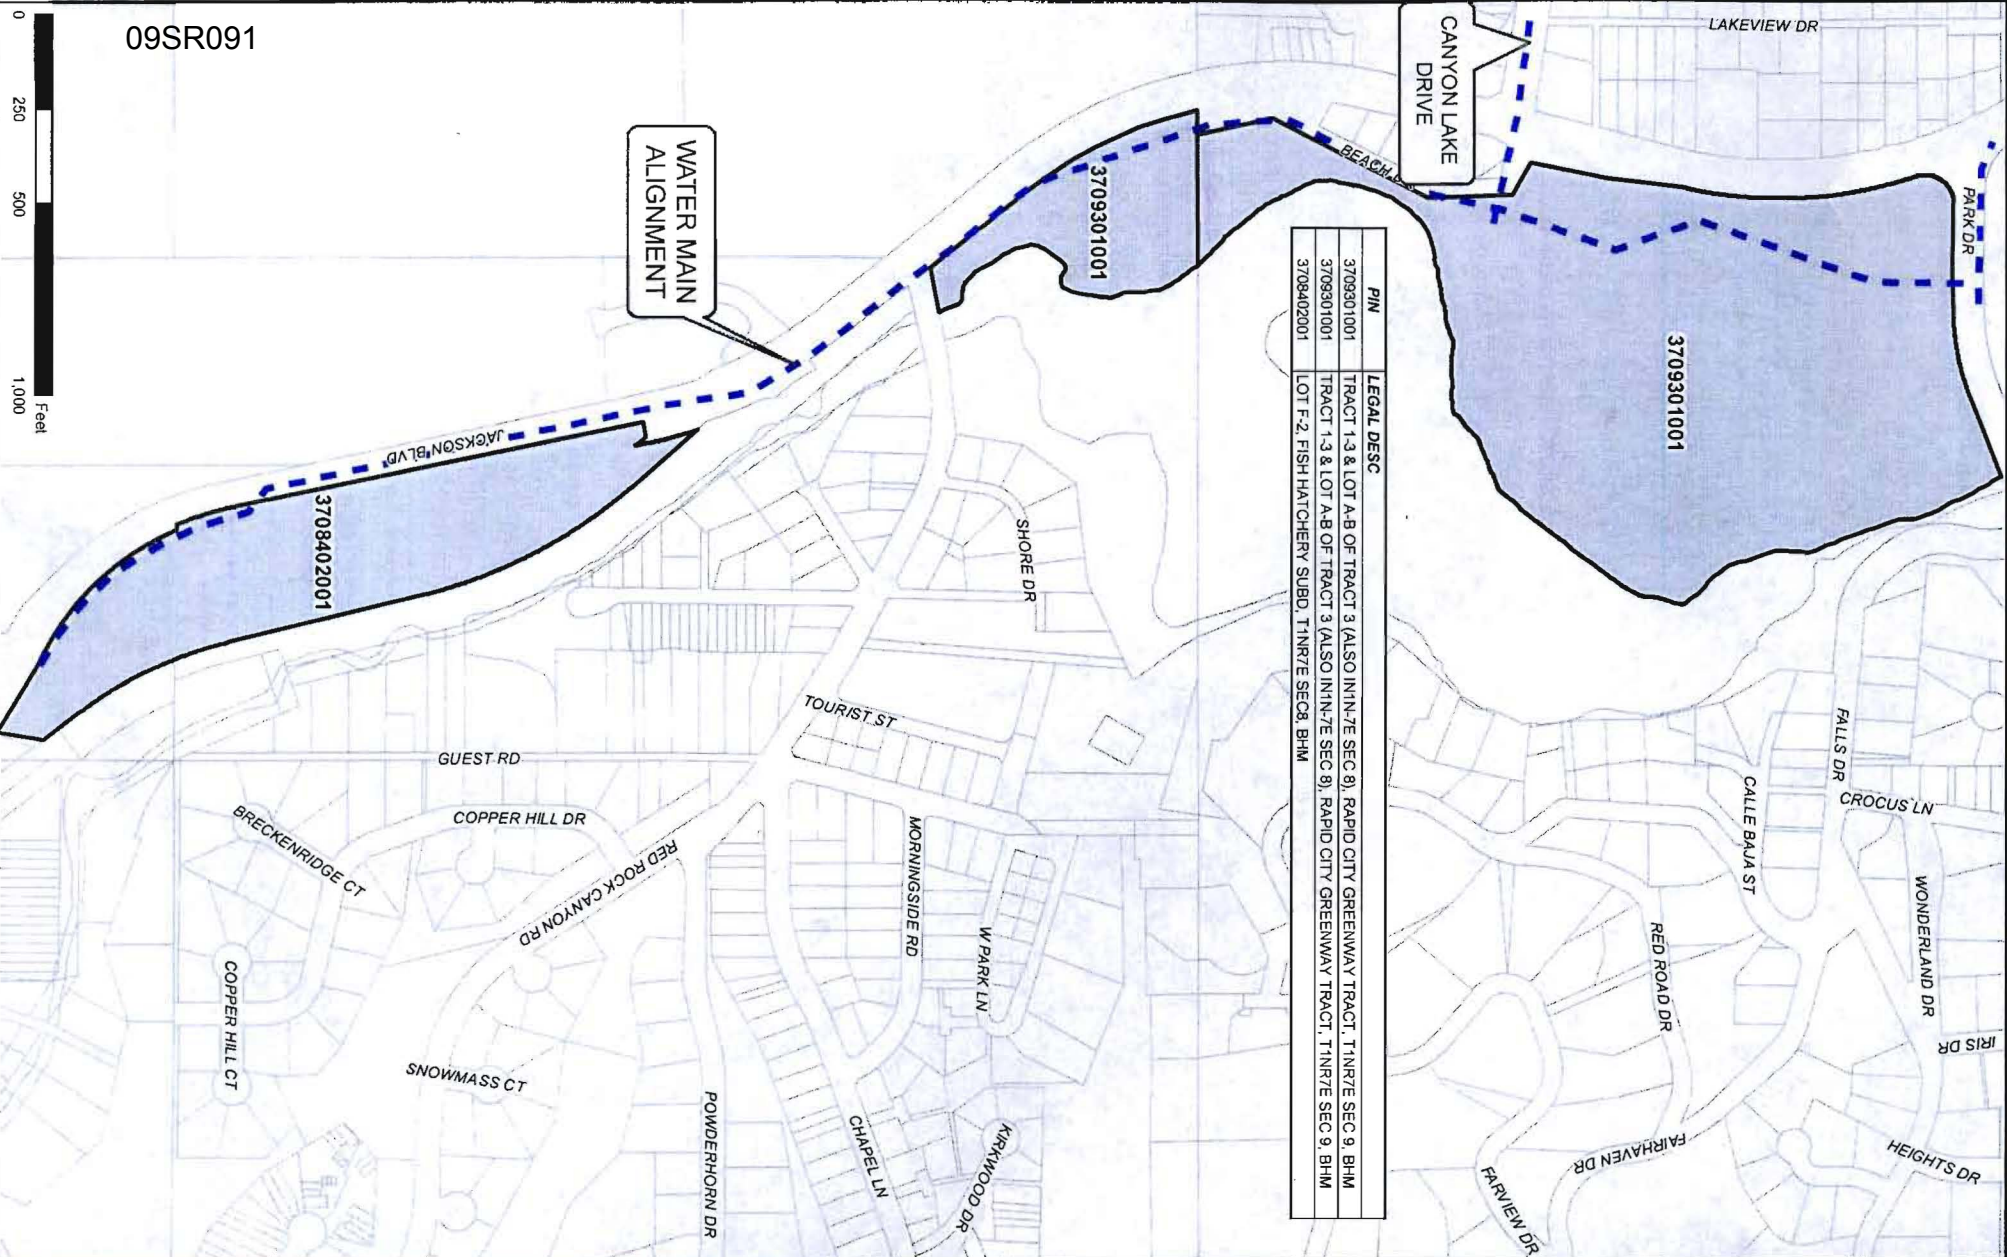 09SR091
0
250
500
1,000
Feet
CANYON LAKE
DRIVE
LAKEVIEW DR
PARK DR
BEACH
3709301001
3709301001
WATER MAIN
ALIGNMENT
PIN LEGAL DESC
3709301001 TRACT 1-3 & LOT A-B OF TRACT 3 (ALSO IN1N-7E SEC 8), RAPID CITY GREENWAY TRACT, T1NR7E SEC 9, BHM
3709301001 TRACT 1-3 & LOT A-B OF TRACT 3 (ALSO IN1N-7E SEC 8), RAPID CITY GREENWAY TRACT, T1NR7E SEC 9, BHM
3708402001 LOT F-2, FISH HATCHERY SUBD, T1NR7E SEC8, BHM
JACKSON BLVD
3708402001
SHORE DR
TOURIST ST
GUEST RD
FALLS DR
CROCUS LN
CALLE BAJA ST
WONDERLAND DR
BRECKENRIDGE CT
COPPER HILL DR
RED ROCK CANYON RD
MORNINGSIDE RD
W PARK LN
RED ROAD DR
IRIS DR
COPPER HILL CT
SNOWMASS CT
POWDERHORN DR
CHAPEL LN
KIRKWOOD DR
FAIRHAVEN DR
FARVIEW DR
HEIGHTS DR